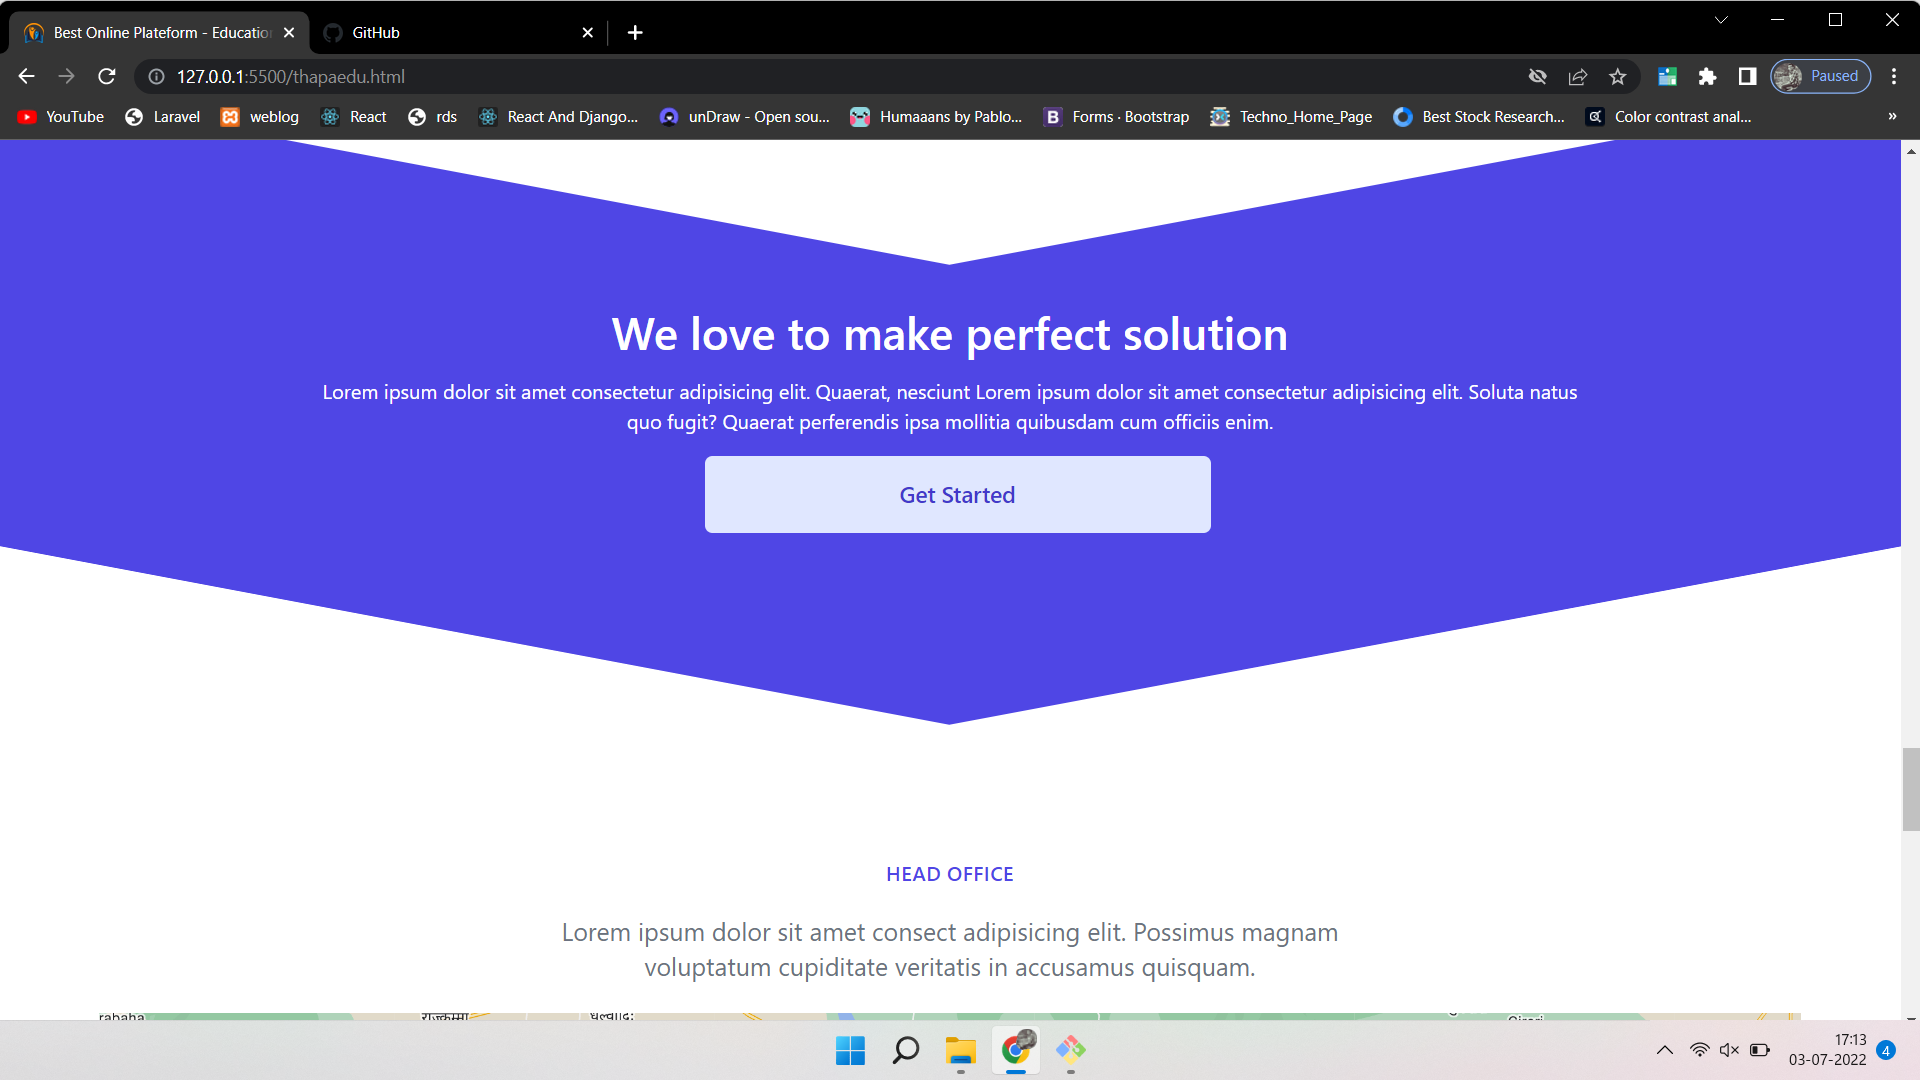 Best Online Plateform - Educatio
GitHub
127.0.0.1:5500/thapaedu.html
Paused
YouTube
Laravel
weblog
React
rds
React And Django...
unDraw - Open sou...
Humaaans by Pablo...
Forms · Bootstrap
Techno_Home_Page
Best Stock Research...
Color contrast anal...
»
We love to make perfect solution
Lorem ipsum dolor sit amet consectetur adipisicing elit. Quaerat, nesciunt Lorem ipsum dolor sit amet consectetur adipisicing elit. Soluta natus
quo fugit? Quaerat perferendis ipsa mollitia quibusdam cum officiis enim.
Get Started
HEAD OFFICE
Lorem ipsum dolor sit amet consect adipisicing elit. Possimus magnam
voluptatum cupiditate veritatis in accusamus quisquam.
rabaha
17:13
03-07-2022
4